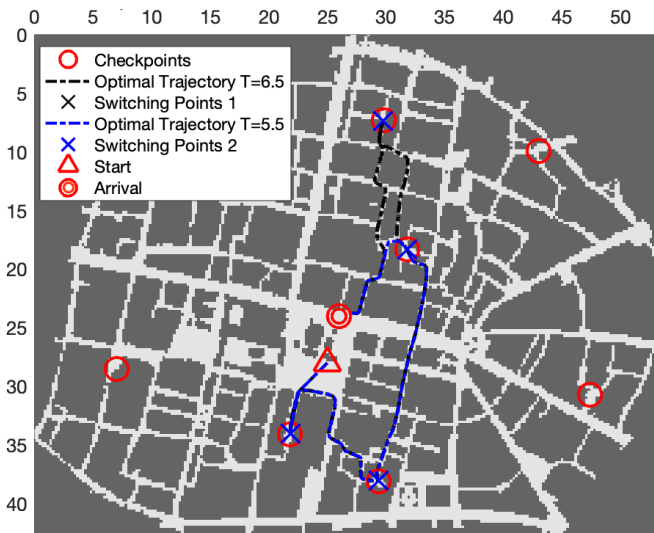 0 5 10 15 20 25 30 35 40 45 50
0
5
10
15
20
25
30
35
40
Checkpoints
Optimal Trajectory T=6.5
Switching Points 1
Optimal Trajectory T=5.5
Switching Points 2
Start
Arrival